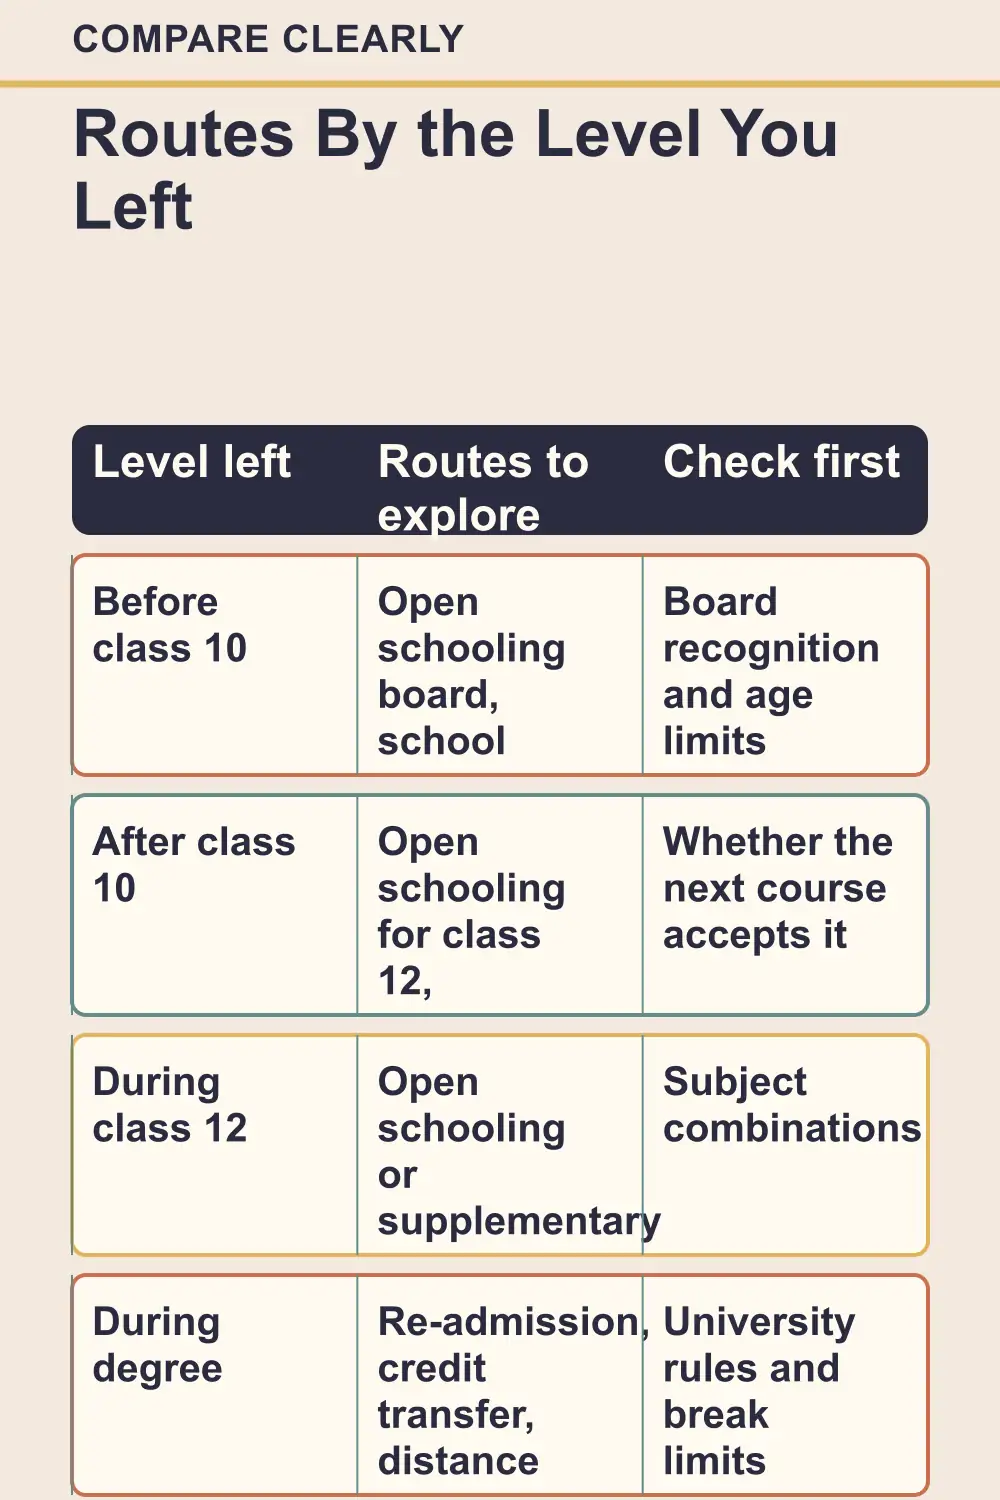 COMPARE CLEARLY
Routes By the Level You
Left
Level left
Routes to
explore
Check first
Before
class 10
Open
schooling
board,
school
Board
recognition
and age
limits
After class
10
Open
schooling
for class
12,
Whether the
next course
accepts it
During
class 12
Open
schooling
or
supplementary
Subject
combinations
During
degree
Re-admission,
credit
transfer,
distance
University
rules and
break
limits